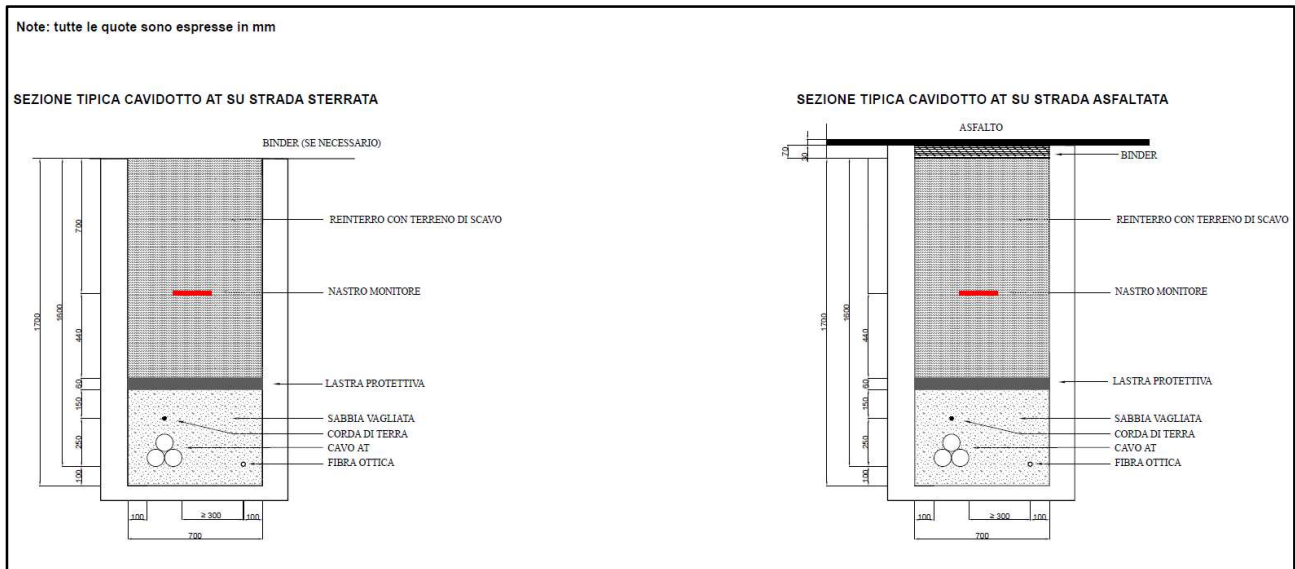 Note: tutte le quote sono espresse in mm
SEZIONE TIPICA CAVIDOTTO AT SU STRADA STERRATA
BINDER (SE NECESSARIO)
REINTERRO CON TERRENO DI SCAVO
NASTRO MONITORE
LASTRA PROTETTIVA
SABBIA VAGLIATA
CORDA DI TERRA
CAVO AT
FIBRA OTTICA
1700
1600
700
440
60
150
250
100
100
≥ 300
100
700
SEZIONE TIPICA CAVIDOTTO AT SU STRADA ASFALTATA
ASFALTO
BINDER
REINTERRO CON TERRENO DI SCAVO
NASTRO MONITORE
LASTRA PROTETTIVA
SABBIA VAGLIATA
CORDA DI TERRA
CAVO AT
FIBRA OTTICA
70
30
1700
1600
700
440
60
150
250
100
100
≥ 300
100
700